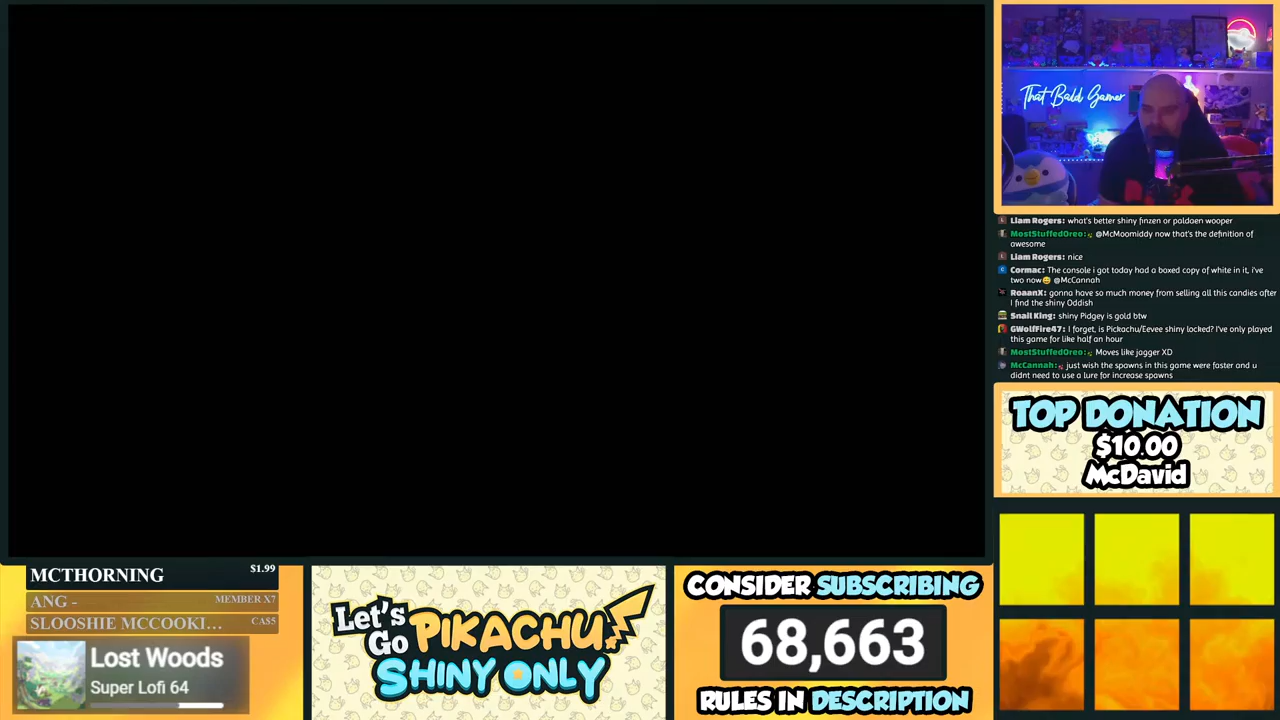 That Bald Gamer
Liam Rogers: what's better shiny finzen or paldaen wooper
MostStuffedOreo: @McMoomiddy now that's the definition of
awesome
Liam Rogers: nice
Cormac: The console i got today had a boxed copy of white in it, i've
two now😅 @McCannah
RoaanX: gonna have so much money from selling all this candies after
I find the shiny Oddish
Snail King: shiny Pidgey is gold btw
GWolfFire47: I forget, is Pickachu/Eevee shiny locked? I've only played
this game for like half an hour
MostStuffedOreo: Moves like jagger XD
McCannah: just wish the spawns in this game were faster and u
didnt need to use a lure for increase spawns
TOP DONATION
$10.00
McDavid
MCTHORNING $1.99
ANG - MEMBER X7
SLOOSHIE MCCOOKI... CA$5
Lost Woods
Super Lofi 64
Let's
Go PIKACHU!
SHINY ONLY
CONSIDER SUBSCRIBING
68,663
RULES IN DESCRIPTION